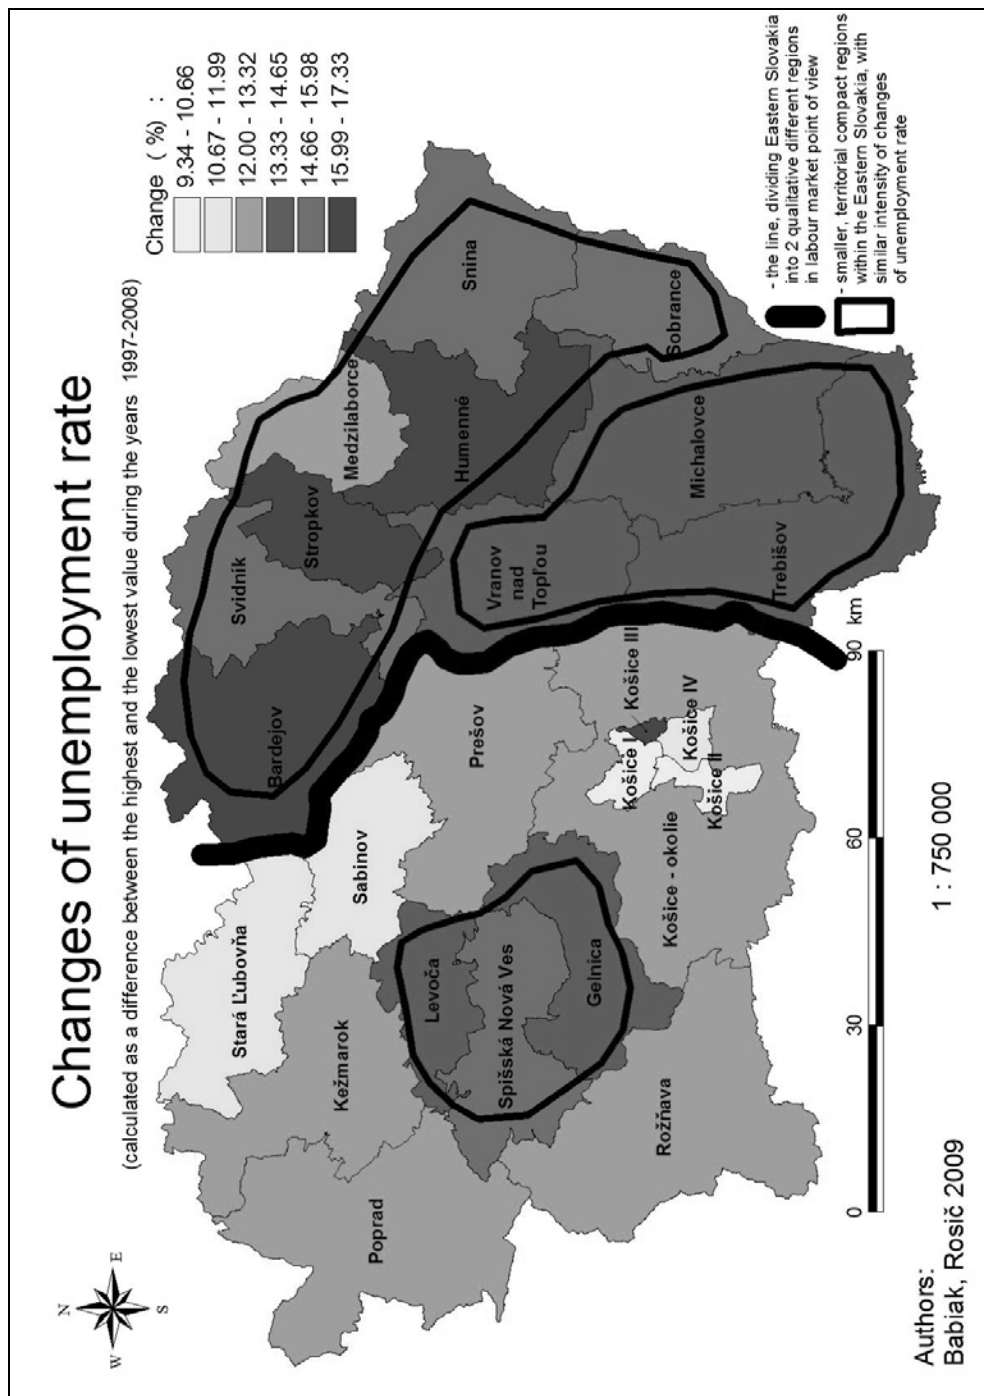 Changes of unemployment rate
(calculated as a difference between the highest and the lowest value during the years 1997-2008)
N
W
E
S
Change ( %) :
9.34 - 10.66
10.67 - 11.99
12.00 - 13.32
13.33 - 14.65
14.66 - 15.98
15.99 - 17.33
Stará Ľubovňa
Bardejov
Svidník
Stropkov
Medzilaborce
Kežmarok
Sabinov
Poprad
Levoča
Prešov
Humenné
Snina
Spišská Nová Ves
Vranov
nad
Topľou
Gelnica
Rožňava
Košice - okolie
Košice I
Košice III
Košice II
Košice IV
Michalovce
Sobrance
Trebišov
- the line, dividing Eastern Slovakia
into 2 qualitative different regions
in labour market point of view
- smaller, territorial compact regions
within the Eastern Slovakia, with
similar intensity of changes
of unemployment rate
0
30
60
90 km
1 : 750 000
Authors:
Babiak, Rosič 2009